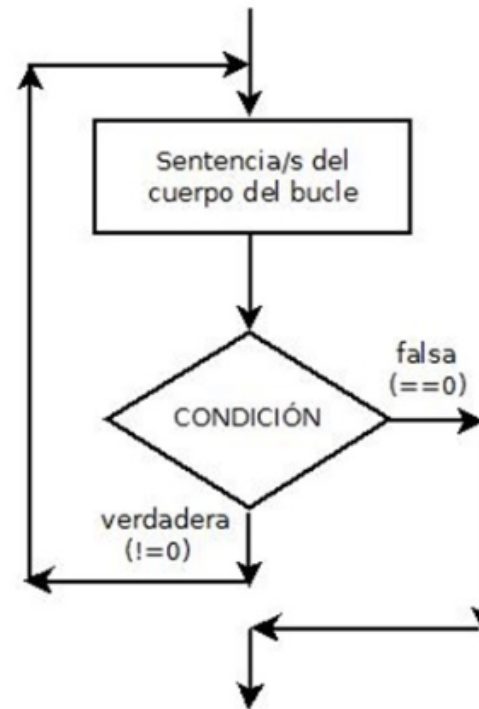 Sentencia/s del
cuerpo del bucle
CONDICIÓN
falsa
(==0)
verdadera
(!=0)